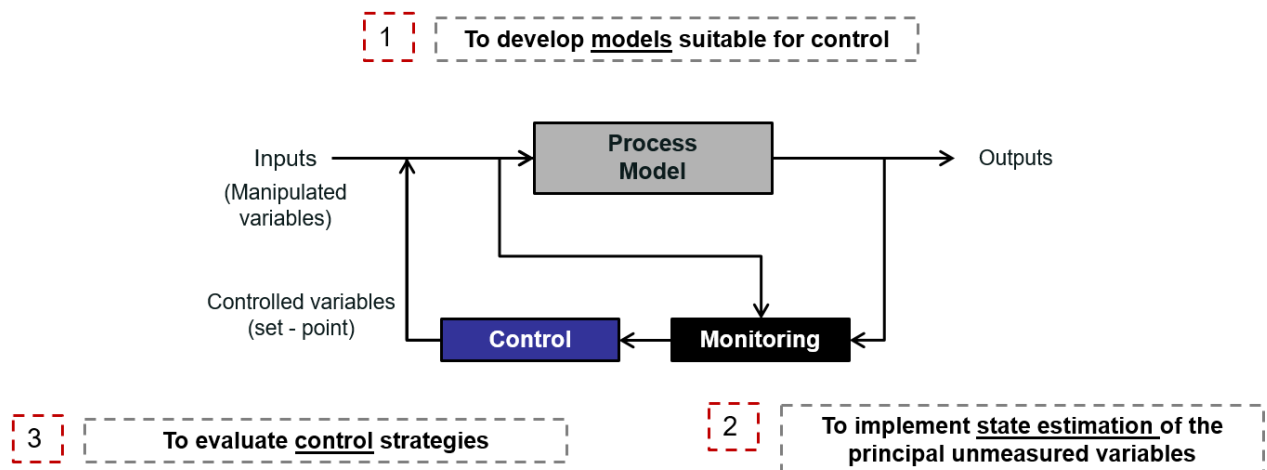 1
To develop models suitable for control
Process
Model
Inputs
(Manipulated
variables)
Outputs
Controlled variables
(set - point)
Control
Monitoring
3
To evaluate control strategies
2
To implement state estimation of the
principal unmeasured variables